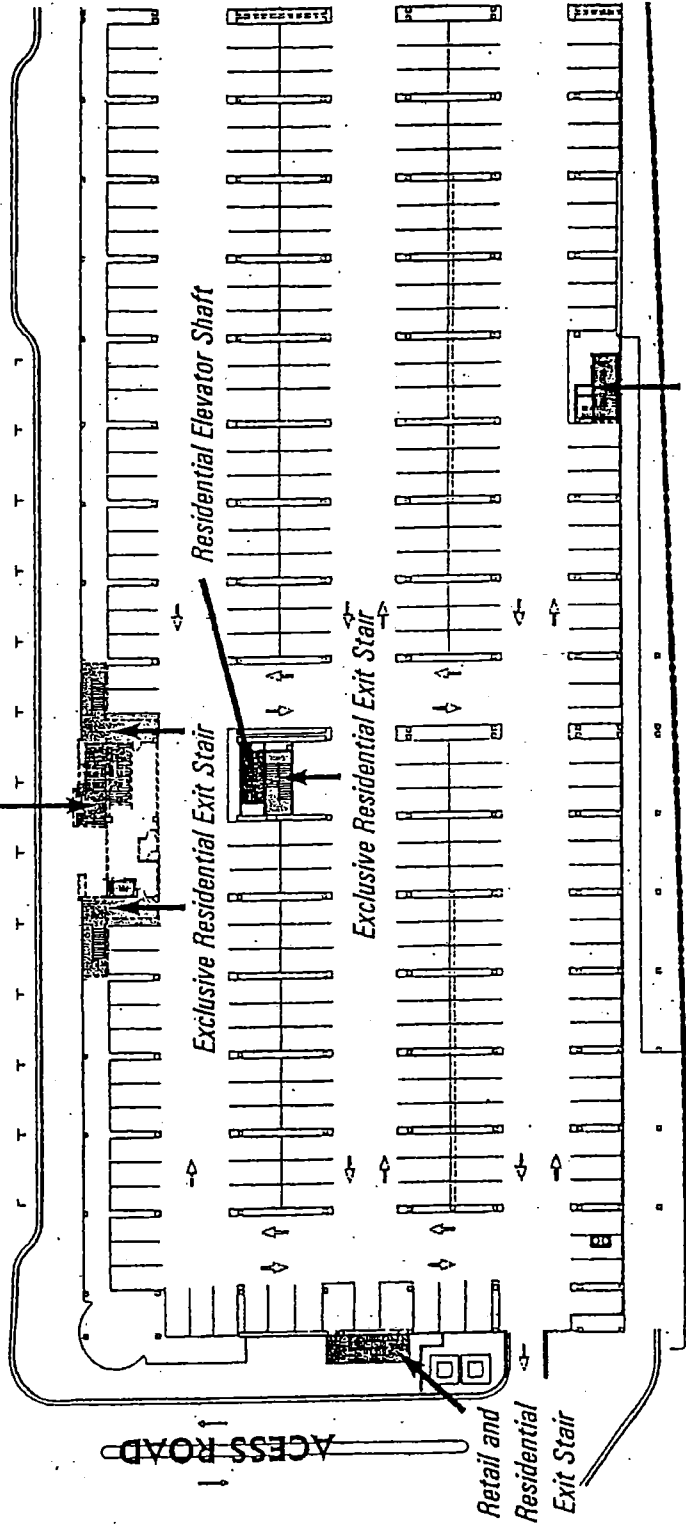 Residential Elevator Shaft
Exclusive Residential Exit Stair
Exclusive Residential Exit Stair
Retail and
Residential
Exit Stair
ACESS ROAD